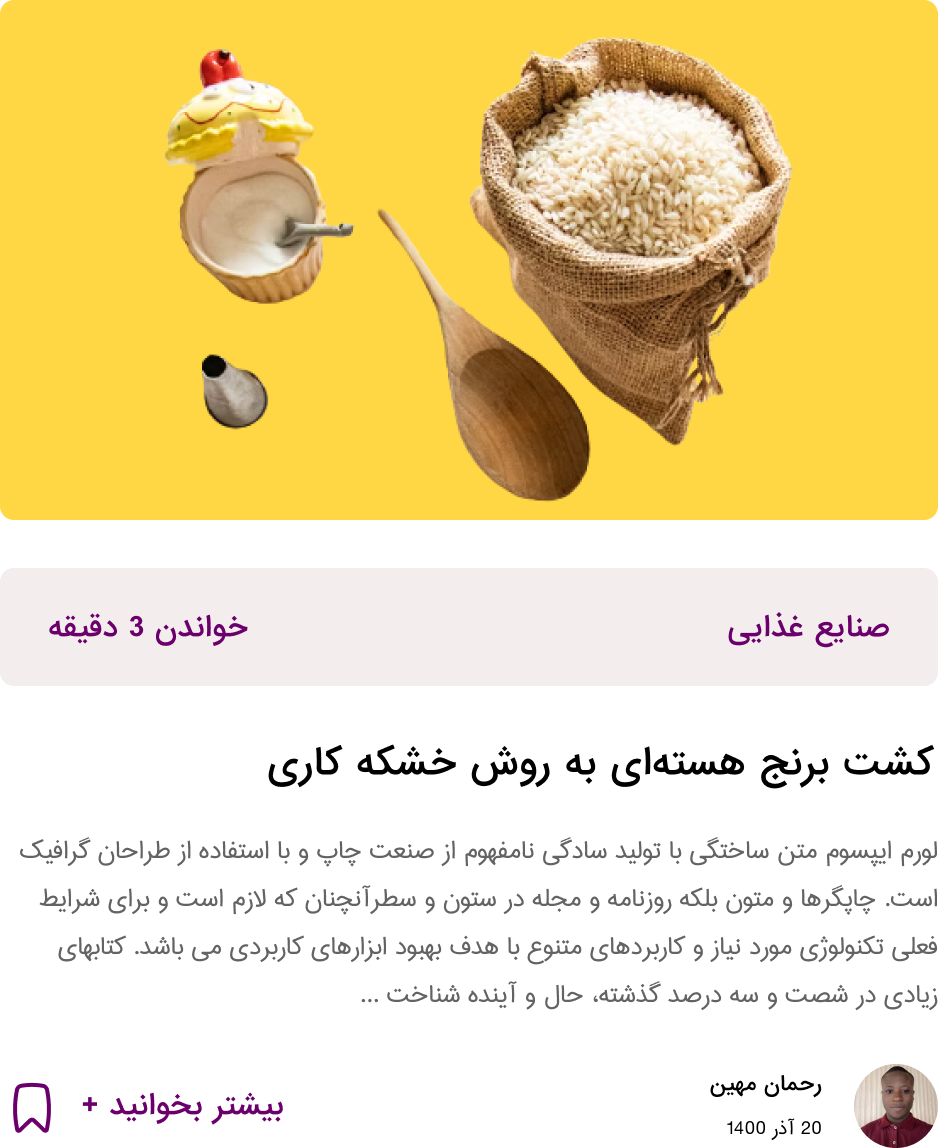 صنایع غذایی
خواندن 3 دقیقه
کشت برنج هسته‌ای به روش خشکه کاری
لورم ایپسوم متن ساختگی با تولید سادگی نامفهوم از صنعت چاپ و با استفاده از طراحان گرافیک
است. چاپگرها و متون بلکه روزنامه و مجله در ستون و سطرآنچنان که لازم است و برای شرایط
فعلی تکنولوژی مورد نیاز و کاربردهای متنوع با هدف بهبود ابزارهای کاربردی می باشد. کتابهای
زیادی در شصت و سه درصد گذشته، حال و آینده شناخت ...
رحمان مهین
20 آذر 1400
بیشتر بخوانید +